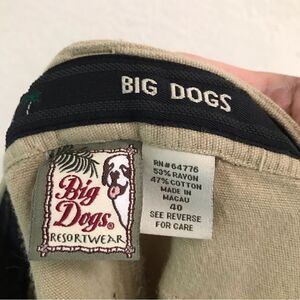 BIG DOGS
Big
Dogs®
RESORTWEAR
RN#64776
53% RAYON
47% COTTON
MADE IN
MACAU
40
SEE REVERSE
FOR CARE